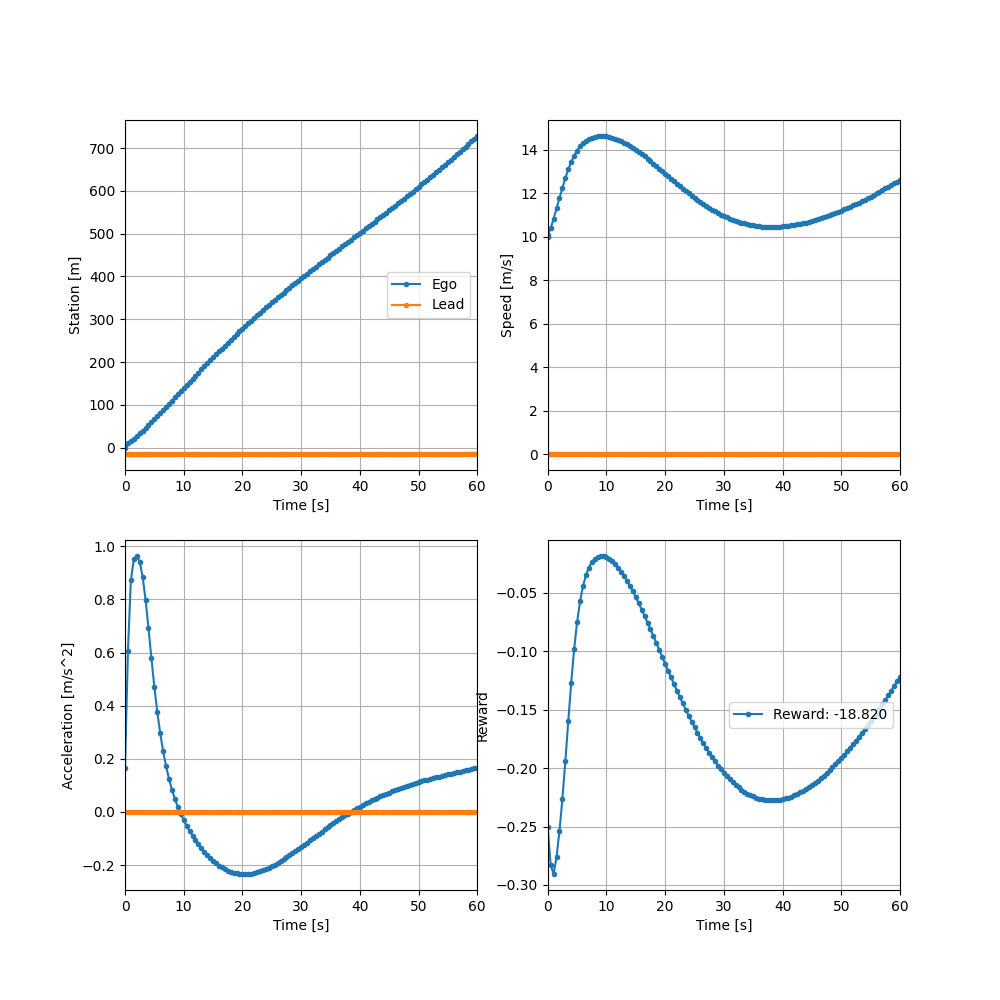 700
600
500
400
300
200
100
0
Station [m]
Ego
Lead
0 10 20 30 40 50 60
Time [s]
14
12
10
8
6
4
2
0
Speed [m/s]
0 10 20 30 40 50 60
Time [s]
1.0
0.8
0.6
0.4
0.2
0.0
−0.2
Acceleration [m/s^2]
0 10 20 30 40 50 60
Time [s]
−0.05
−0.10
−0.15
−0.20
−0.25
−0.30
Reward
Reward: -18.820
0 10 20 30 40 50 60
Time [s]